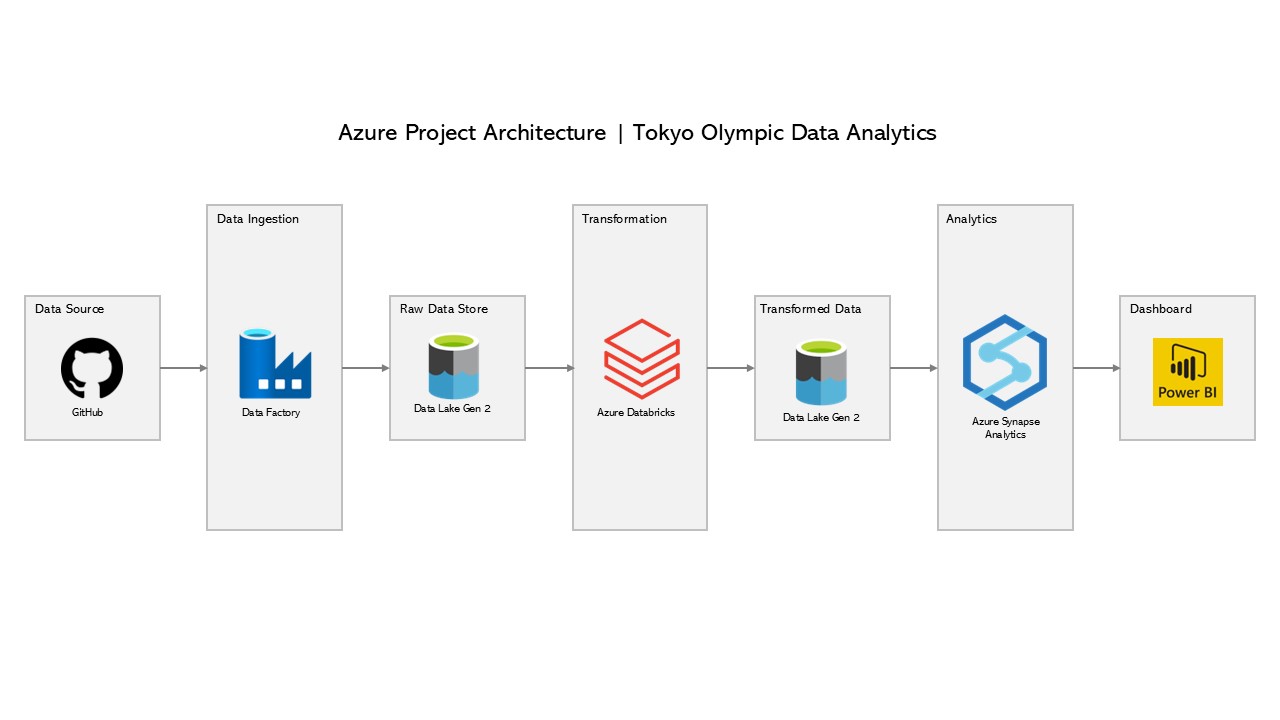 Azure Project Architecture | Tokyo Olympic Data Analytics
Data Source
GitHub
Data Ingestion
Data Factory
Raw Data Store
Data Lake Gen 2
Transformation
Azure Databricks
Transformed Data
Data Lake Gen 2
Analytics
Azure Synapse
Analytics
Dashboard
Power BI